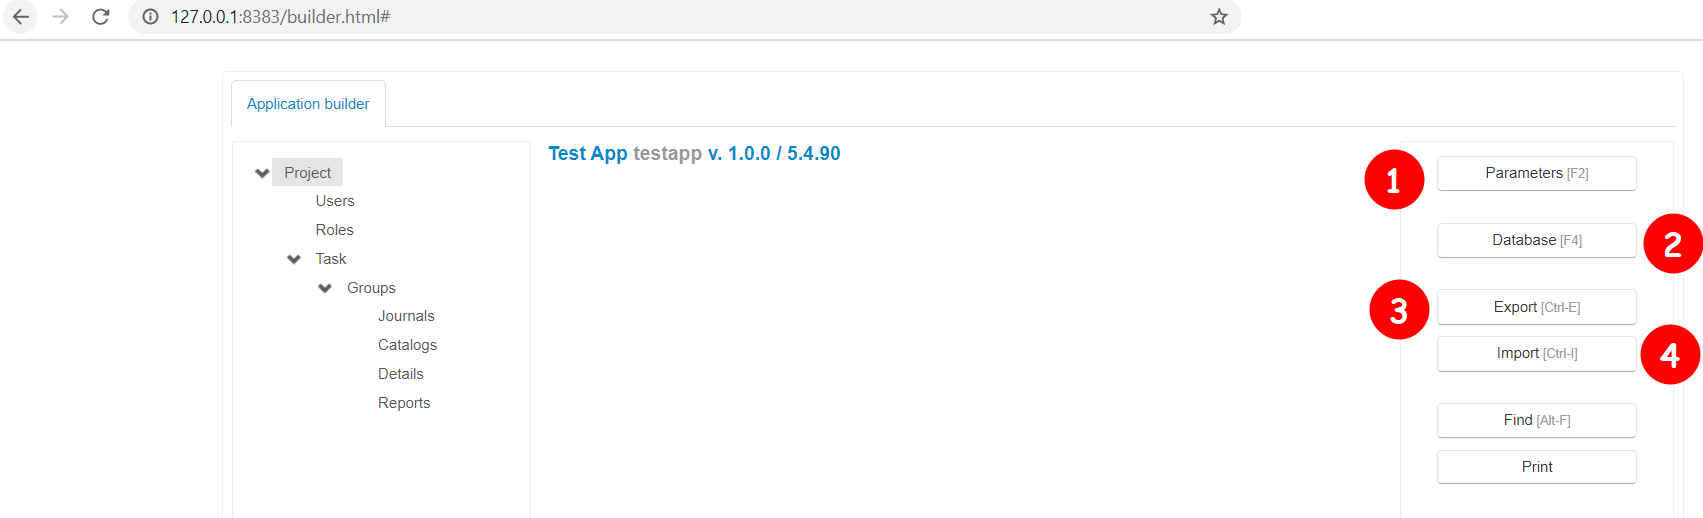 127.0.0.1:8383/builder.html#
Application builder
Project
Users
Roles
Task
Groups
Journals
Catalogs
Details
Reports
Test App testapp v. 1.0.0 / 5.4.90
1
Parameters [F2]
Database [F4]
2
3
Export [Ctrl-E]
Import [Ctrl-I]
4
Find [Alt-F]
Print